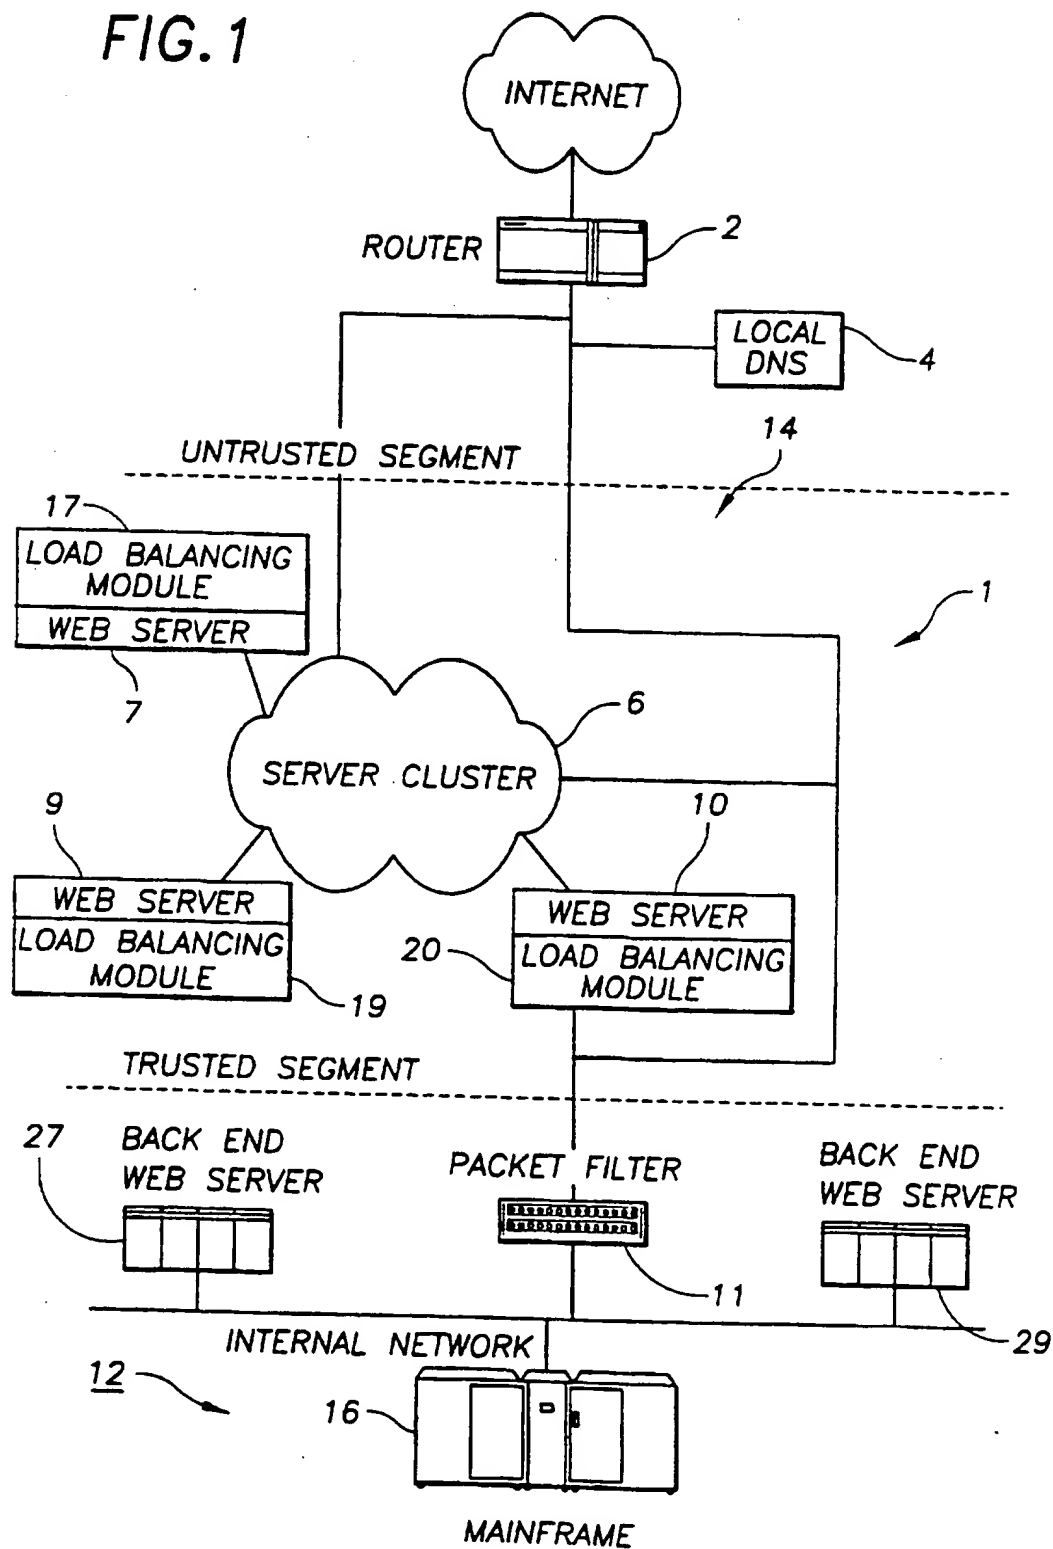 FIG. 1
INTERNET
ROUTER
2
LOCAL
DNS
4
UNTRUSTED SEGMENT
14
17
LOAD BALANCING
MODULE
WEB SERVER
7
1
6
SERVER CLUSTER
9
WEB SERVER
LOAD BALANCING
MODULE
19
10
WEB SERVER
20
LOAD BALANCING
MODULE
TRUSTED SEGMENT
27
BACK END
WEB SERVER
PACKET FILTER
BACK END
WEB SERVER
11
29
INTERNAL NETWORK
12
16
MAINFRAME